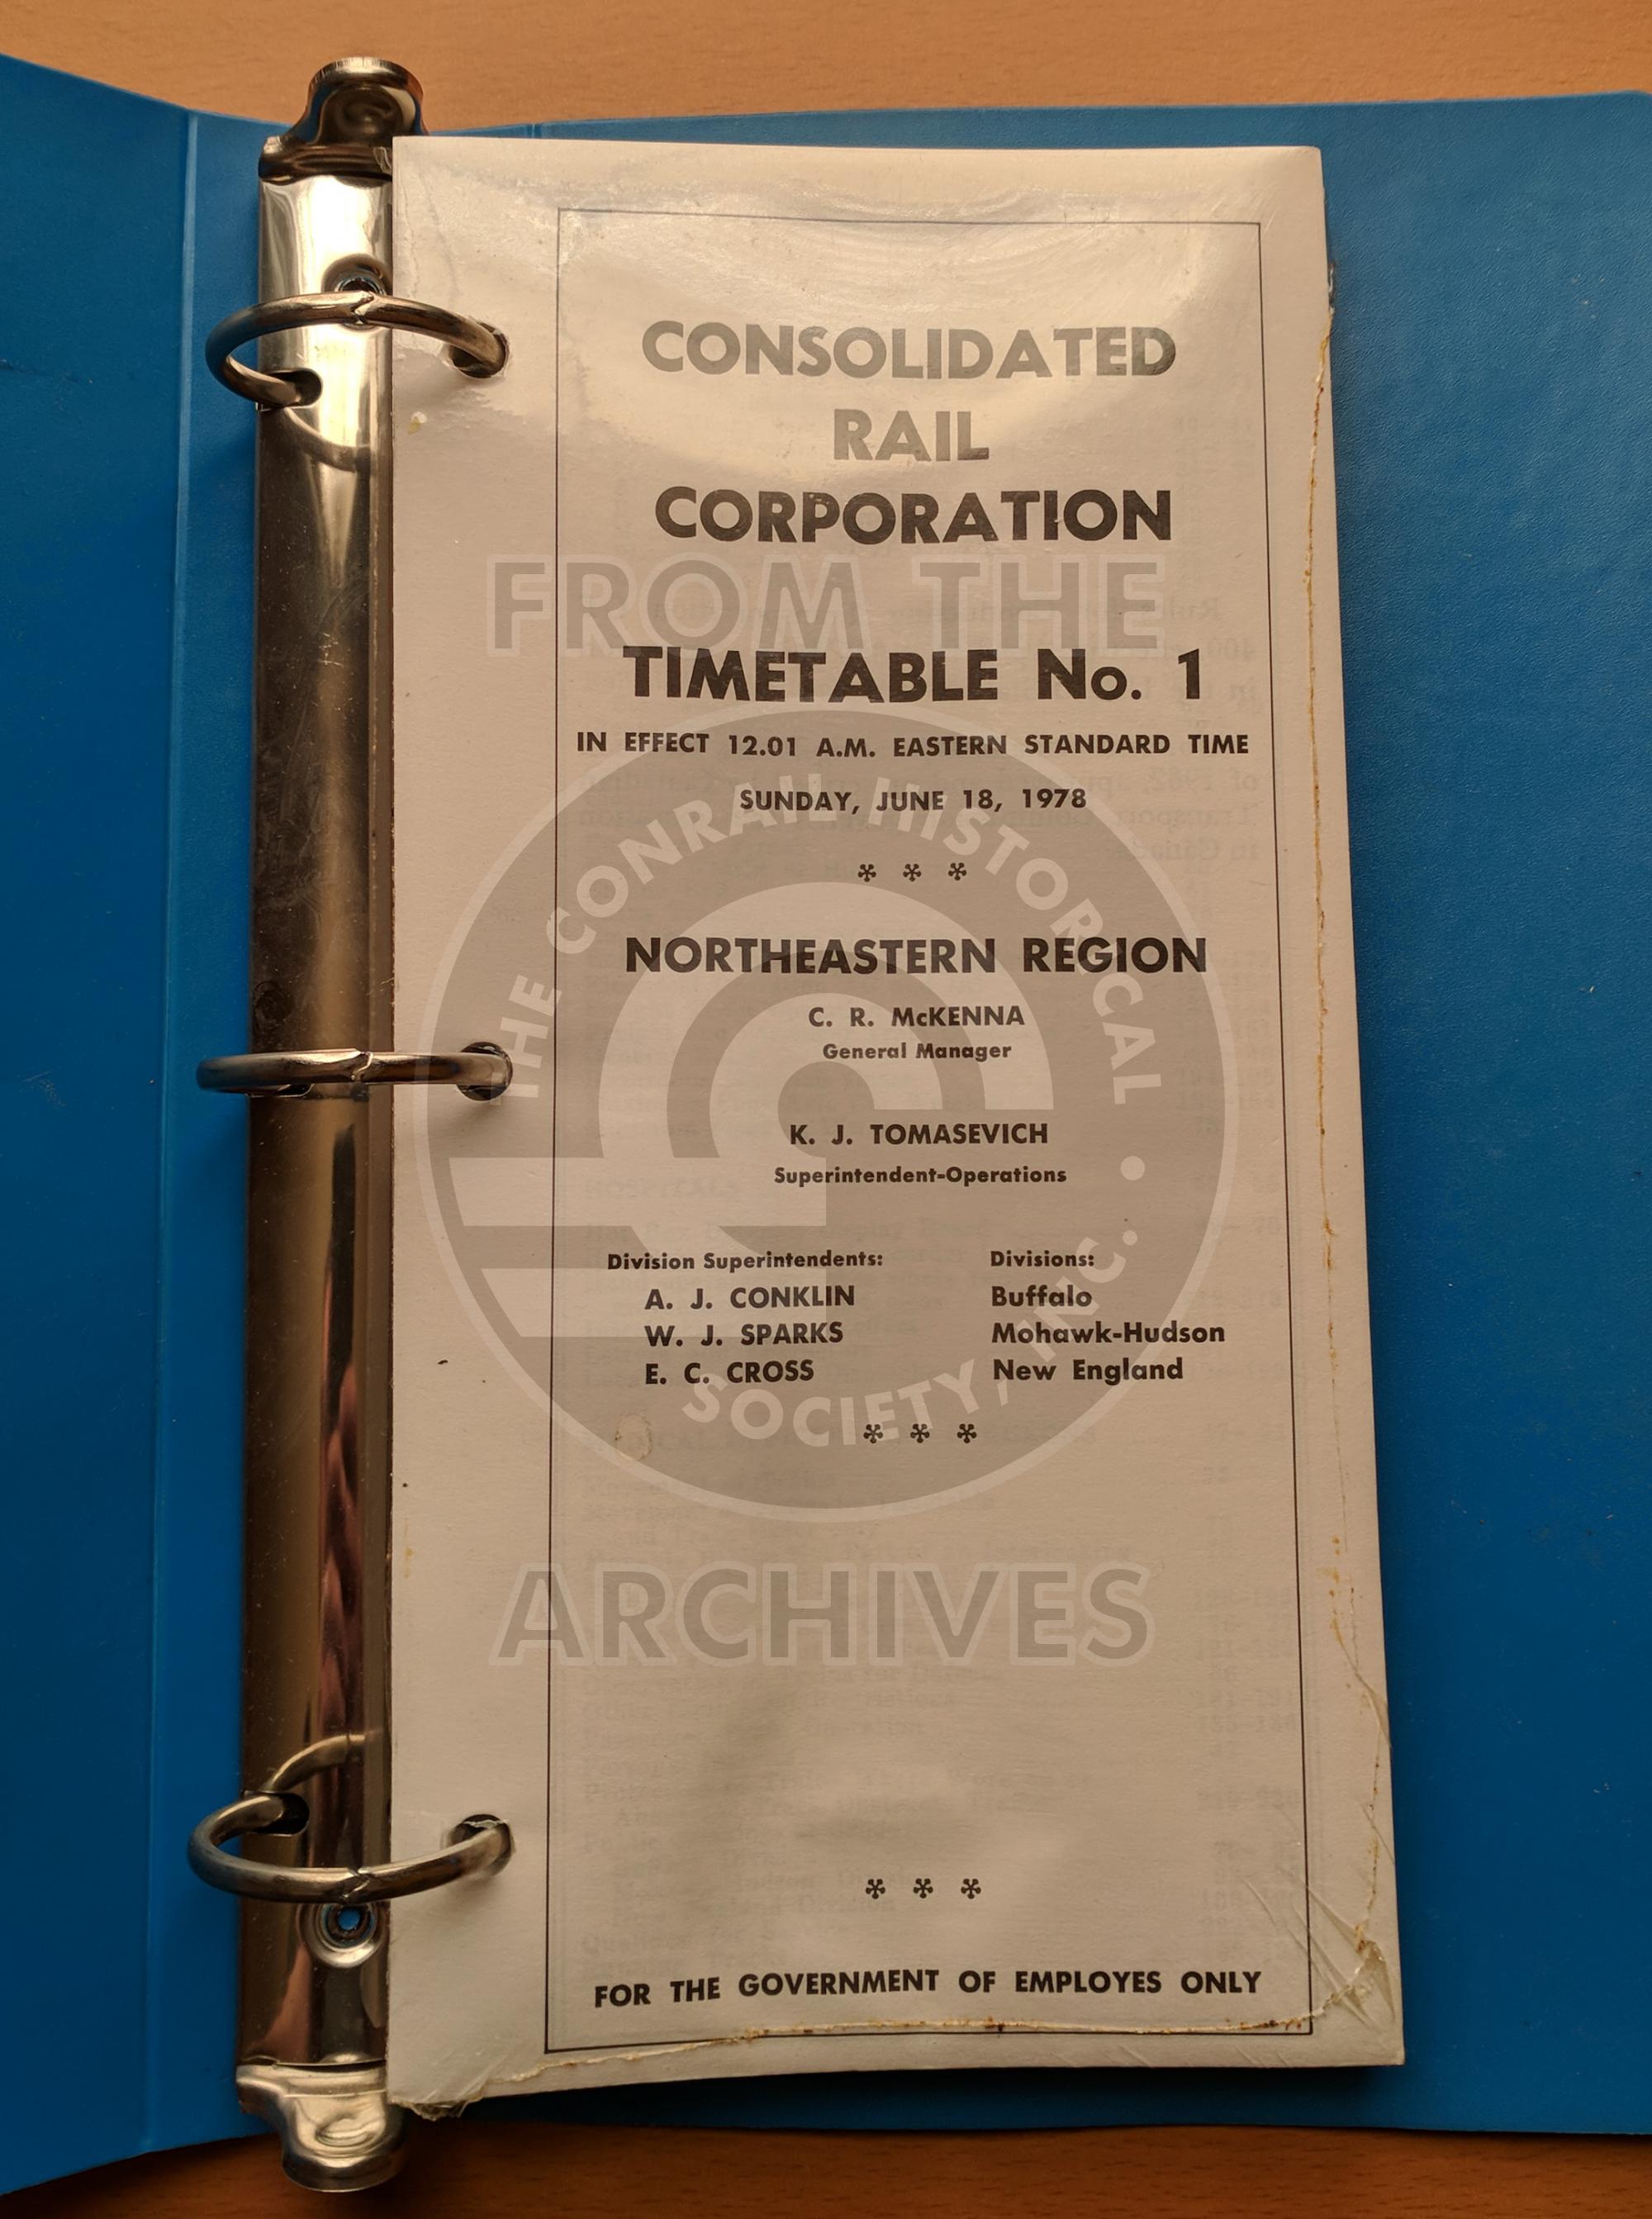 CONSOLIDATED
RAIL
CORPORATION
FROM THE
TIMETABLE No. 1
IN EFFECT 12.01 A.M. EASTERN STANDARD TIME
SUNDAY, JUNE 18, 1978
* * *
THE CONRAIL HISTORICAL SOCIETY, INC. •
NORTHEASTERN REGION
C. R. McKENNA
General Manager
K. J. TOMASEVICH
Superintendent-Operations
Division Superintendents: Divisions:
A. J. CONKLIN Buffalo
W. J. SPARKS Mohawk-Hudson
E. C. CROSS New England
* * *
ARCHIVES
* * *
FOR THE GOVERNMENT OF EMPLOYES ONLY